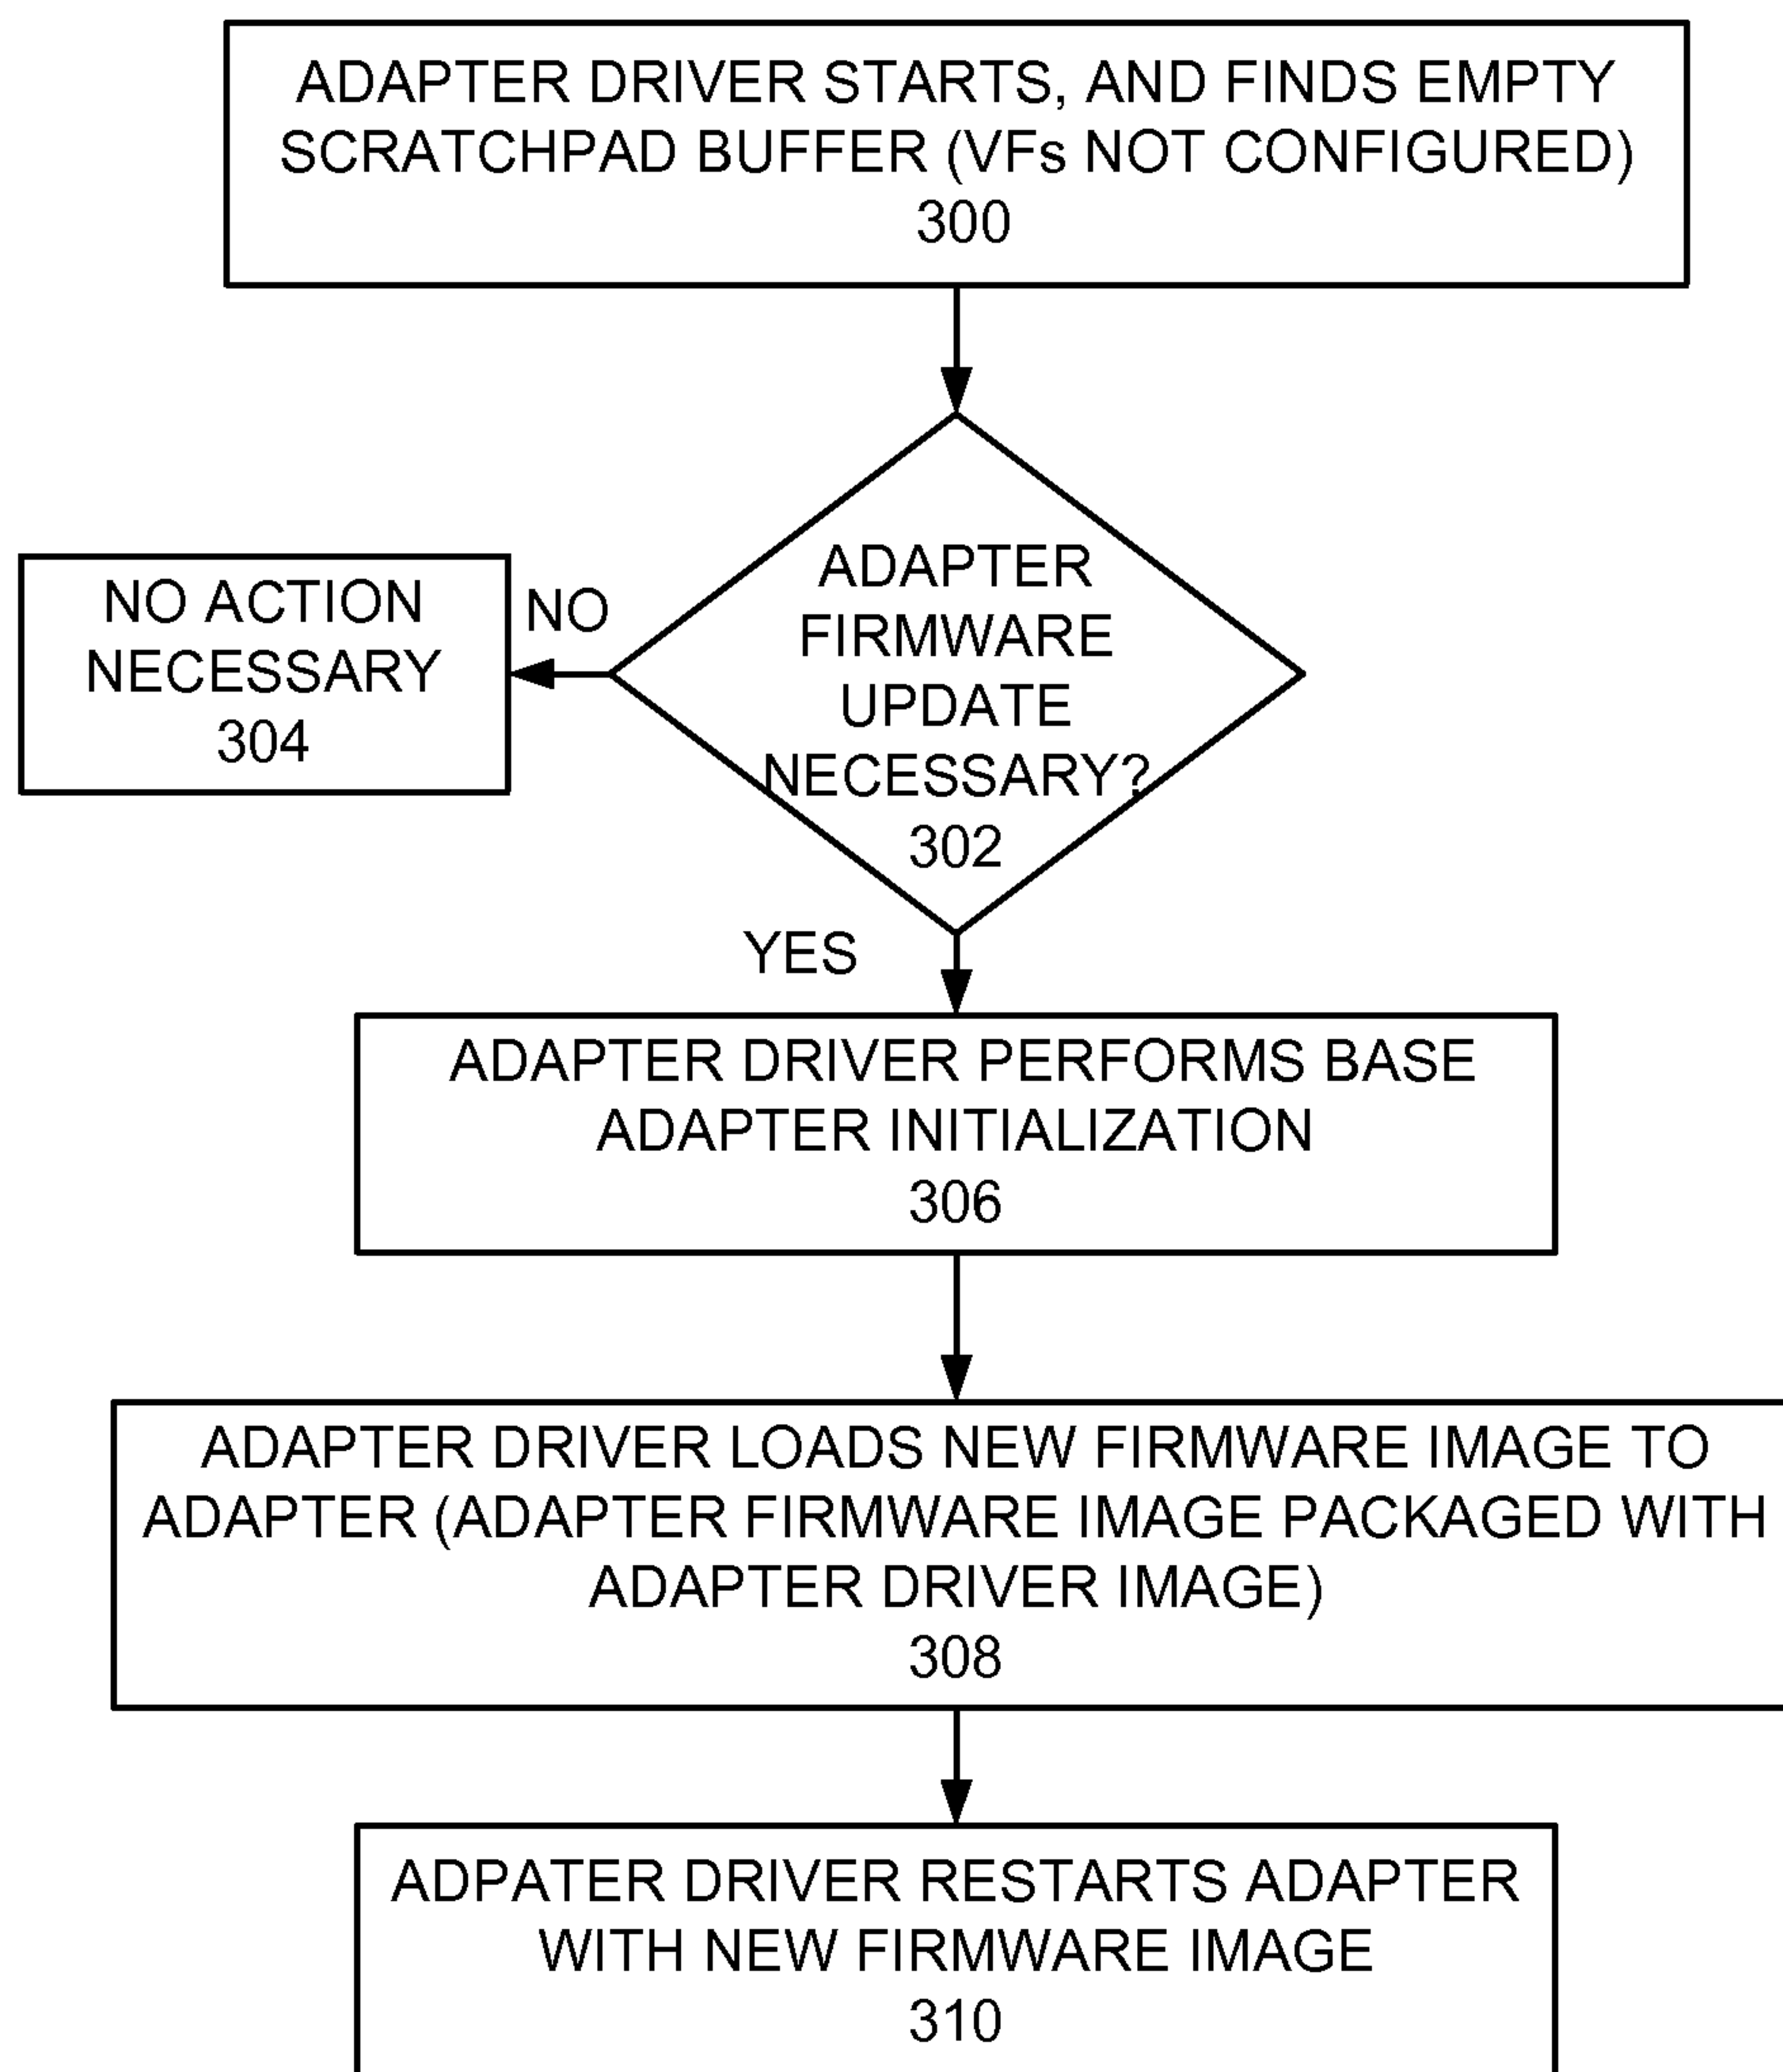 ADAPTER DRIVER STARTS, AND FINDS EMPTY
SCRATCHPAD BUFFER (VFs NOT CONFIGURED)
300
ADAPTER
FIRMWARE
UPDATE
NECESSARY?
302
NO
NO ACTION
NECESSARY
304
YES
ADAPTER DRIVER PERFORMS BASE
ADAPTER INITIALIZATION
306
ADAPTER DRIVER LOADS NEW FIRMWARE IMAGE TO
ADAPTER (ADAPTER FIRMWARE IMAGE PACKAGED WITH
ADAPTER DRIVER IMAGE)
308
ADPATER DRIVER RESTARTS ADAPTER
WITH NEW FIRMWARE IMAGE
310